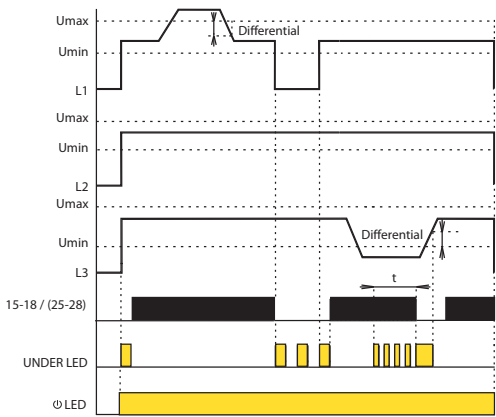 Umax
Differential
Umin
L1
Umax
Umin
L2
Umax
Differential
Umin
L3
t
15-18 / (25-28)
UNDER LED
⏻ LED